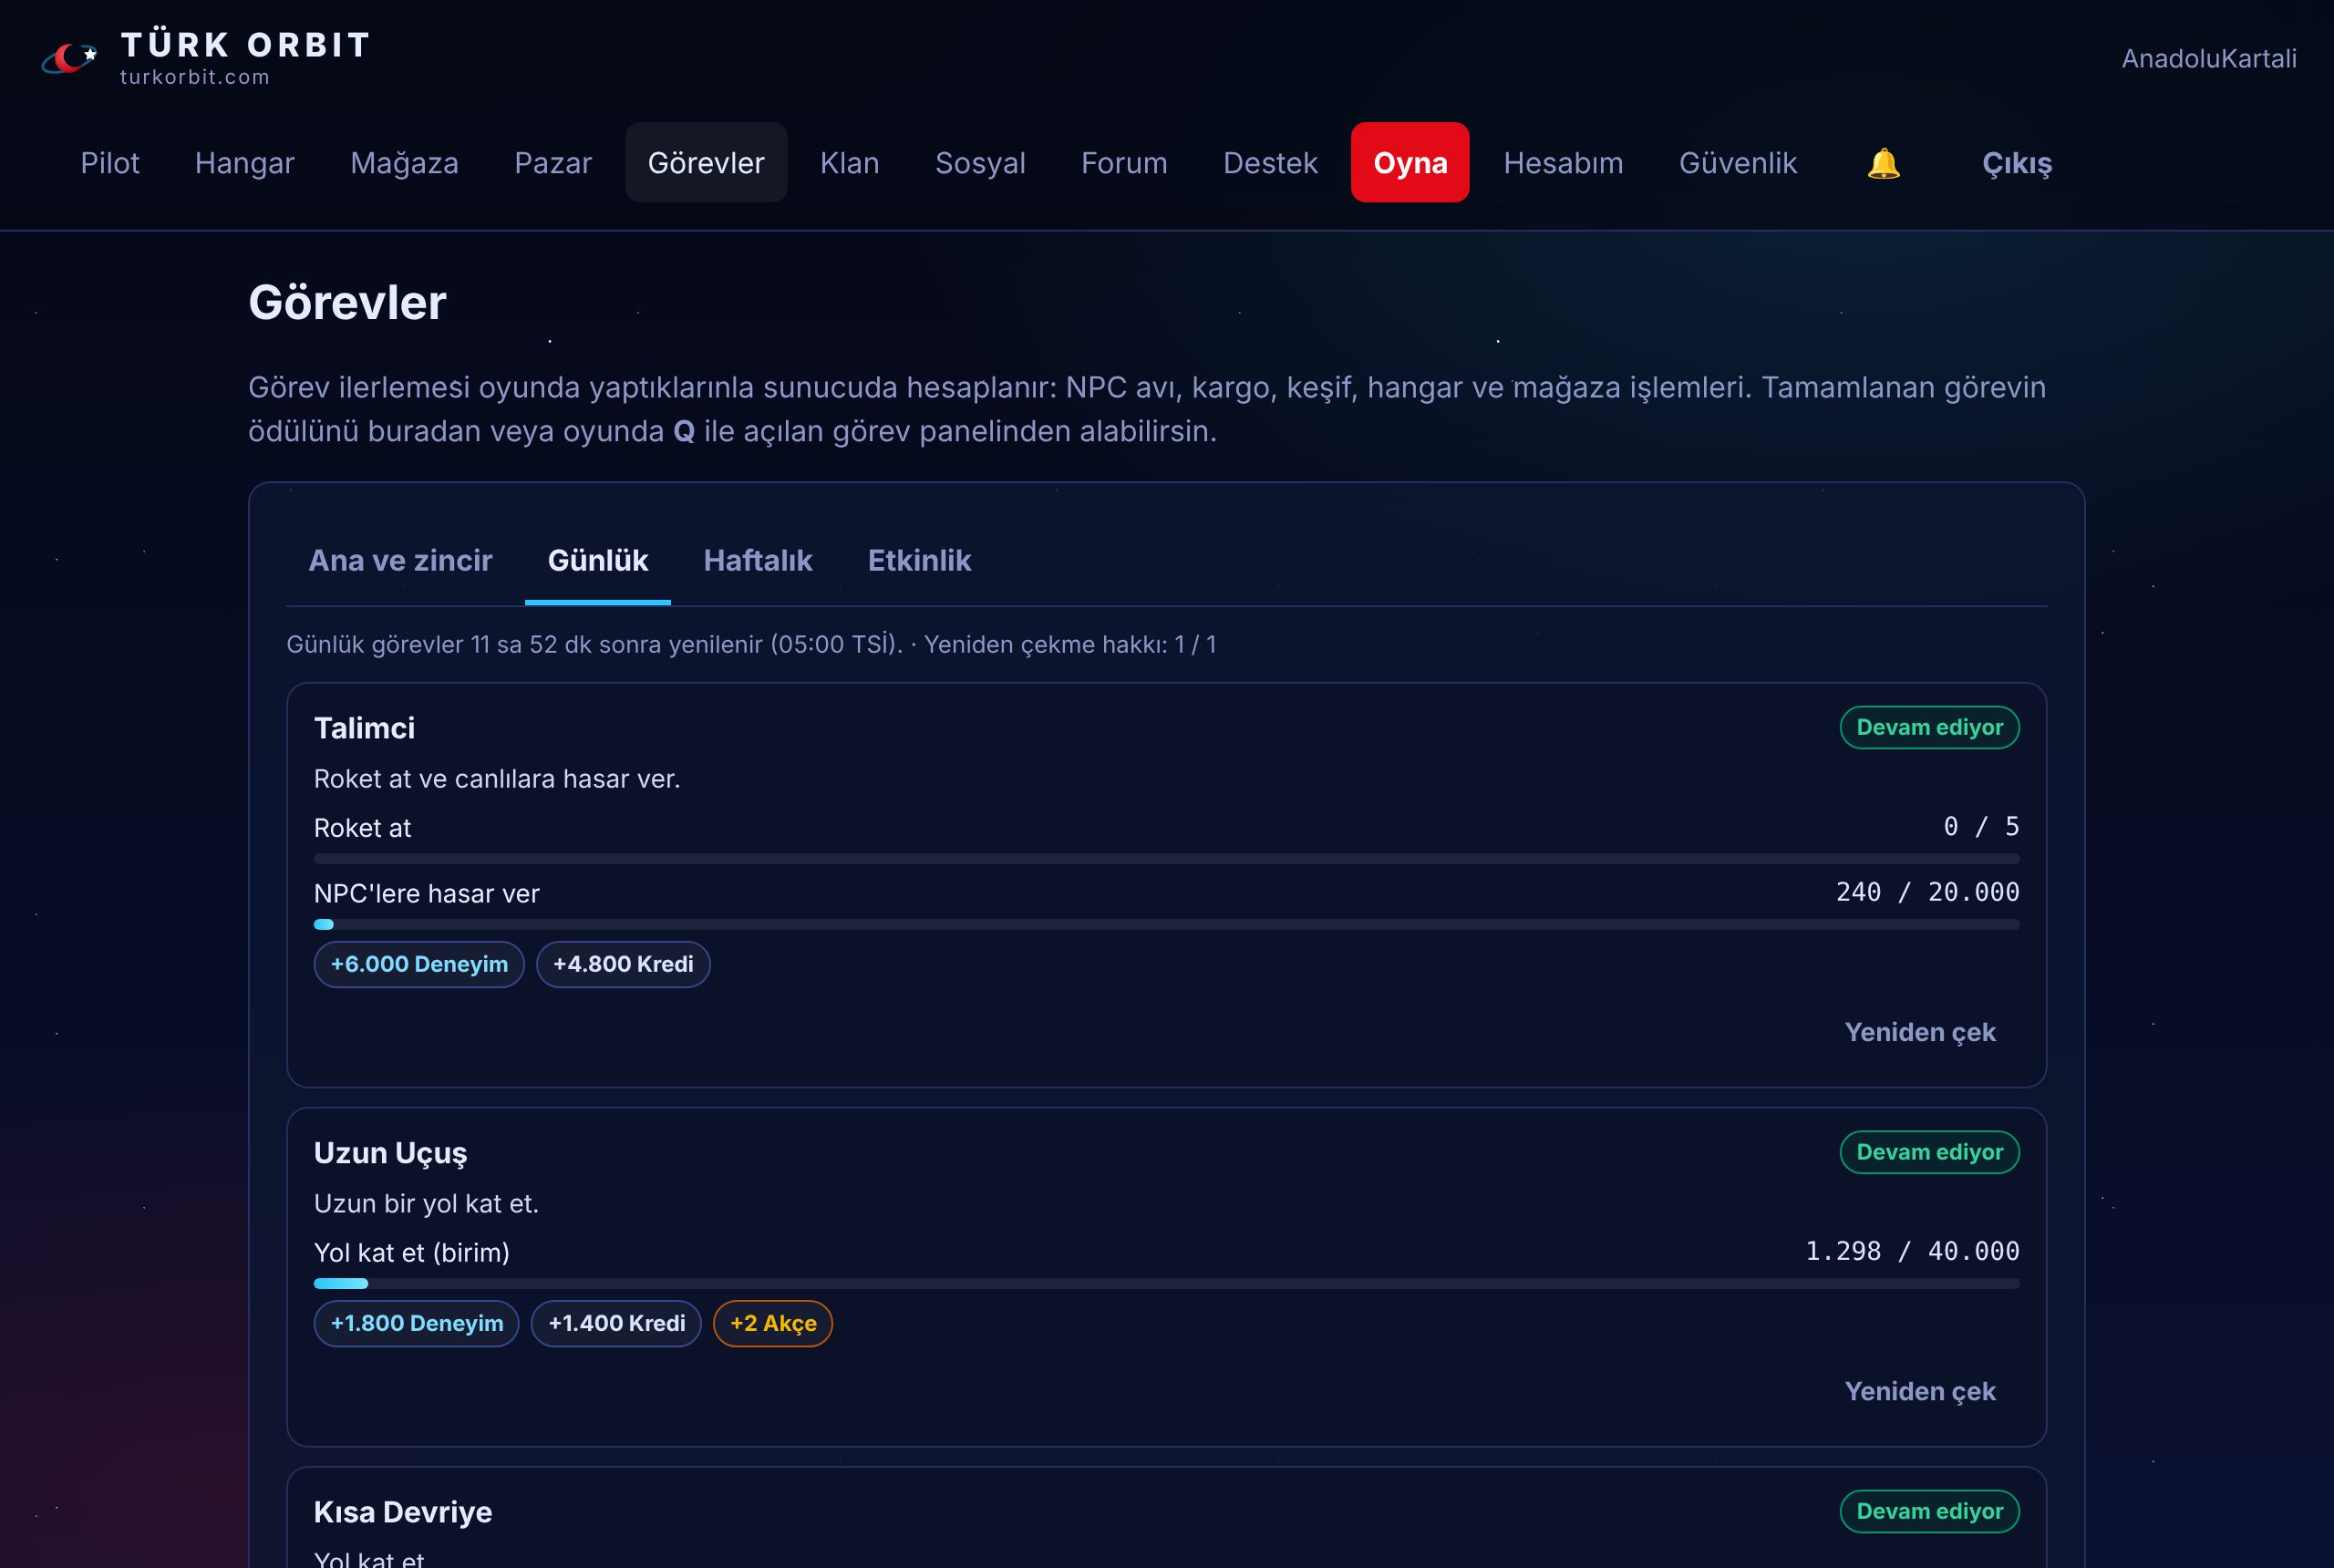 TÜRK ORBIT
turkorbit.com
AnadoluKartali
Pilot Hangar Mağaza Pazar Görevler Klan Sosyal Forum Destek Oyna Hesabım Güvenlik 🔔 Çıkış
Görevler
Görev ilerlemesi oyunda yaptıklarınla sunucuda hesaplanır: NPC avı, kargo, keşif, hangar ve mağaza işlemleri. Tamamlanan görevin
ödülünü buradan veya oyunda Q ile açılan görev panelinden alabilirsin.
Ana ve zincir Günlük Haftalık Etkinlik
Günlük görevler 11 sa 52 dk sonra yenilenir (05:00 TSİ). · Yeniden çekme hakkı: 1 / 1
Talimci Devam ediyor
Roket at ve canlılara hasar ver.
Roket at 0 / 5
NPC'lere hasar ver 240 / 20.000
+6.000 Deneyim +4.800 Kredi
Yeniden çek
Uzun Uçuş Devam ediyor
Uzun bir yol kat et.
Yol kat et (birim) 1.298 / 40.000
+1.800 Deneyim +1.400 Kredi +2 Akçe
Yeniden çek
Kısa Devriye Devam ediyor
Yol kat et.